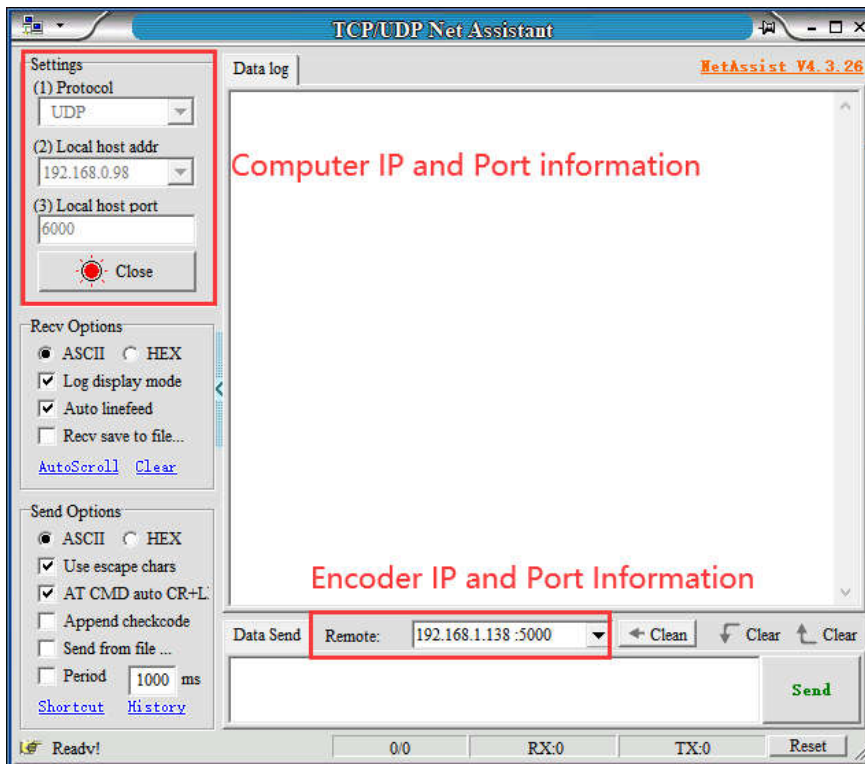 TCP/UDP Net Assistant
Settings
(1) Protocol
UDP
(2) Local host addr
192.168.0.98
(3) Local host port
6000
Close
Data log
NetAssist V4.3.26
Computer IP and Port information
Recv Options
ASCII HEX
Log display mode
Auto linefeed
Recv save to file...
AutoScroll Clear
Send Options
ASCII HEX
Use escape chars
AT CMD auto CR+L
Append checkcode
Send from file ...
Period 1000 ms
Shortcut History
Encoder IP and Port Information
Data Send Remote: 192.168.1.138 :5000 Clean Clear Clear
Send
Ready! 0/0 RX:0 TX:0 Reset